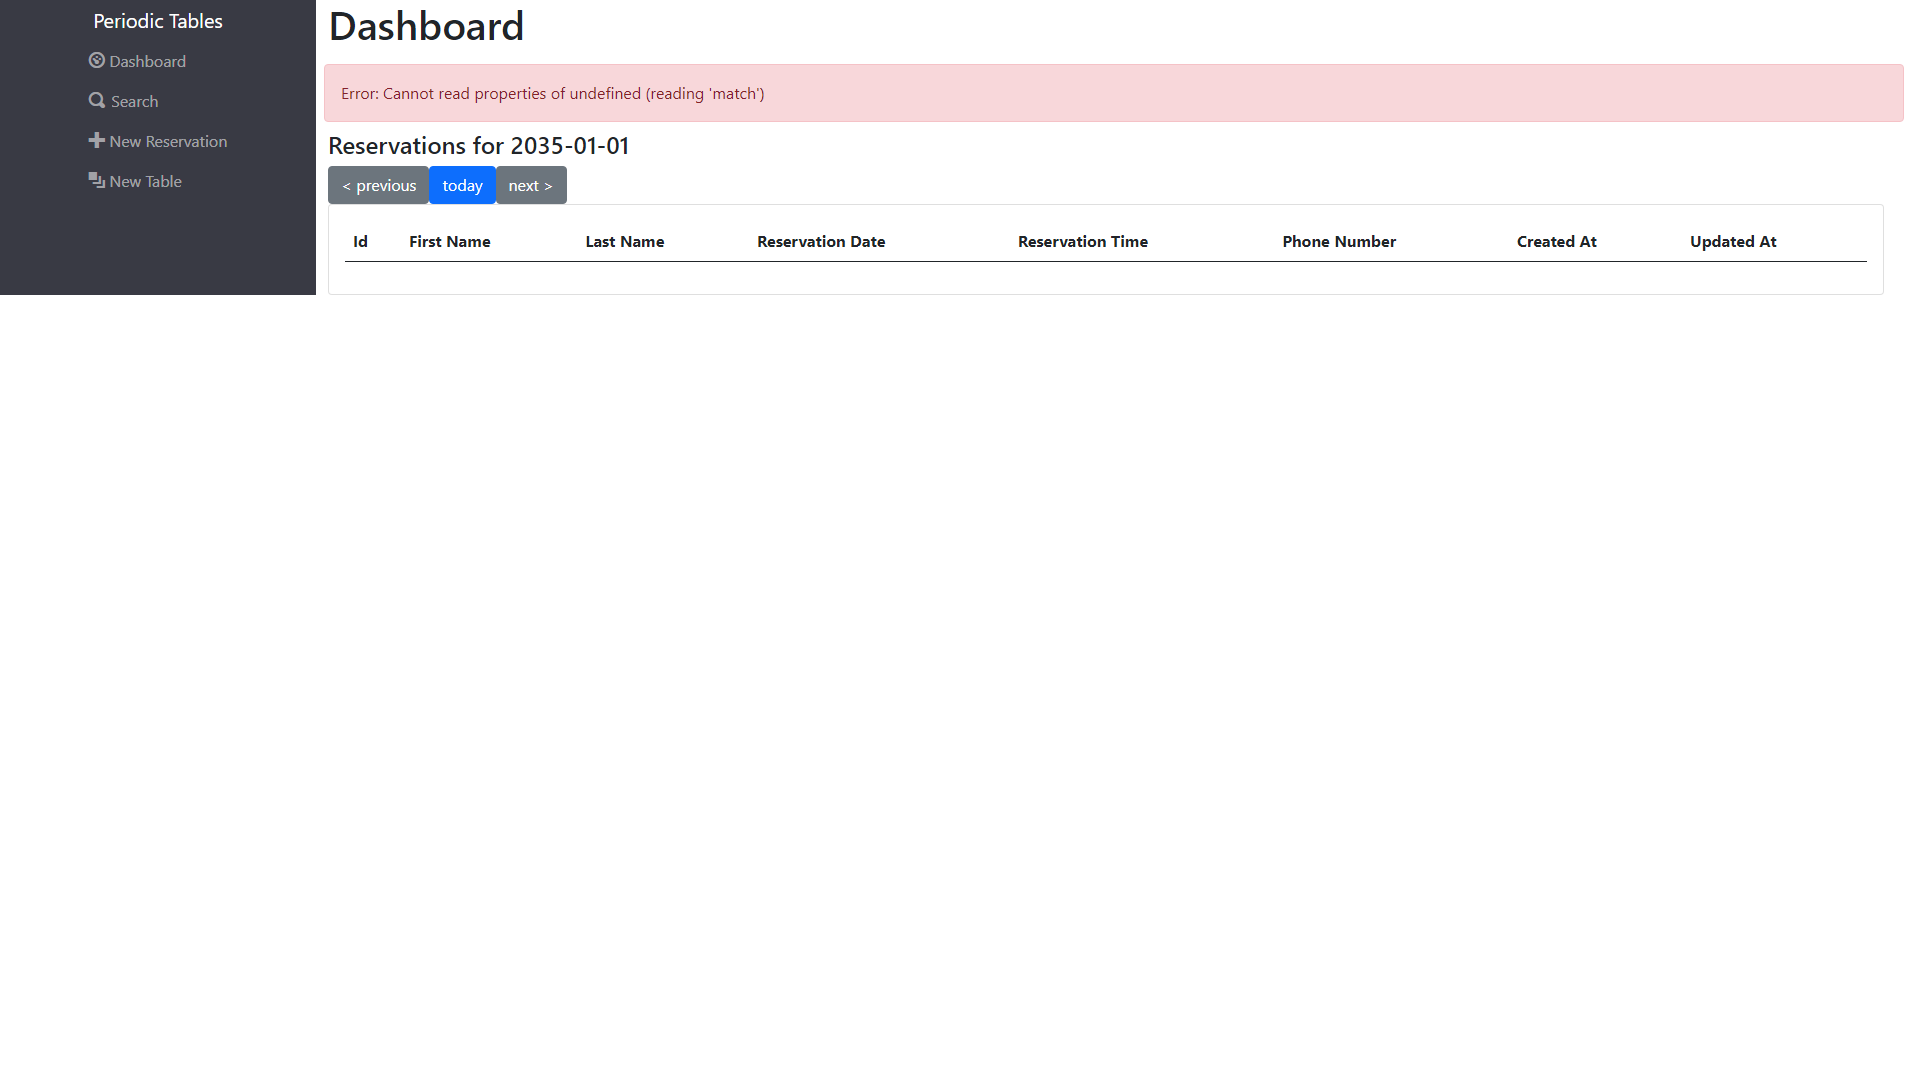 Periodic Tables
Dashboard
Search
New Reservation
New Table
Dashboard
Error: Cannot read properties of undefined (reading 'match')
Reservations for 2035-01-01
< previous today next >
Id First Name Last Name Reservation Date Reservation Time Phone Number Created At Updated At